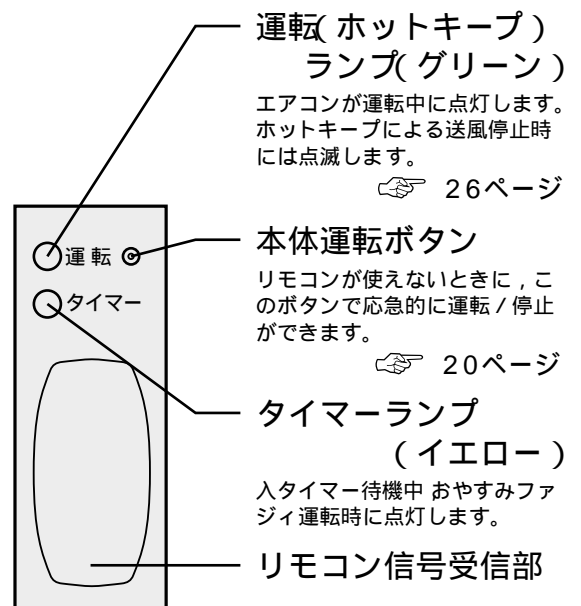 運転(ホットキープ)
ランプ(グリーン)
エアコンが運転中に点灯します。
ホットキープによる送風停止時
には点滅します。
☞ 26ページ
運転
タイマー
本体運転ボタン
リモコンが使えないときに,こ
のボタンで応急的に運転/停止
ができます。
☞ 20ページ
タイマーランプ
(イエロー)
入タイマー待機中 おやすみファ
ジィ運転時に点灯します。
リモコン信号受信部